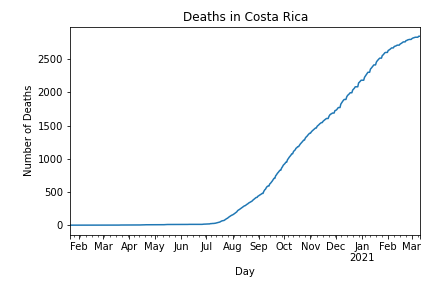 Deaths in Costa Rica
Number of Deaths
2500
2000
1500
1000
500
0
Feb Mar Apr May Jun Jul Aug Sep Oct Nov Dec Jan Feb Mar
2021
Day